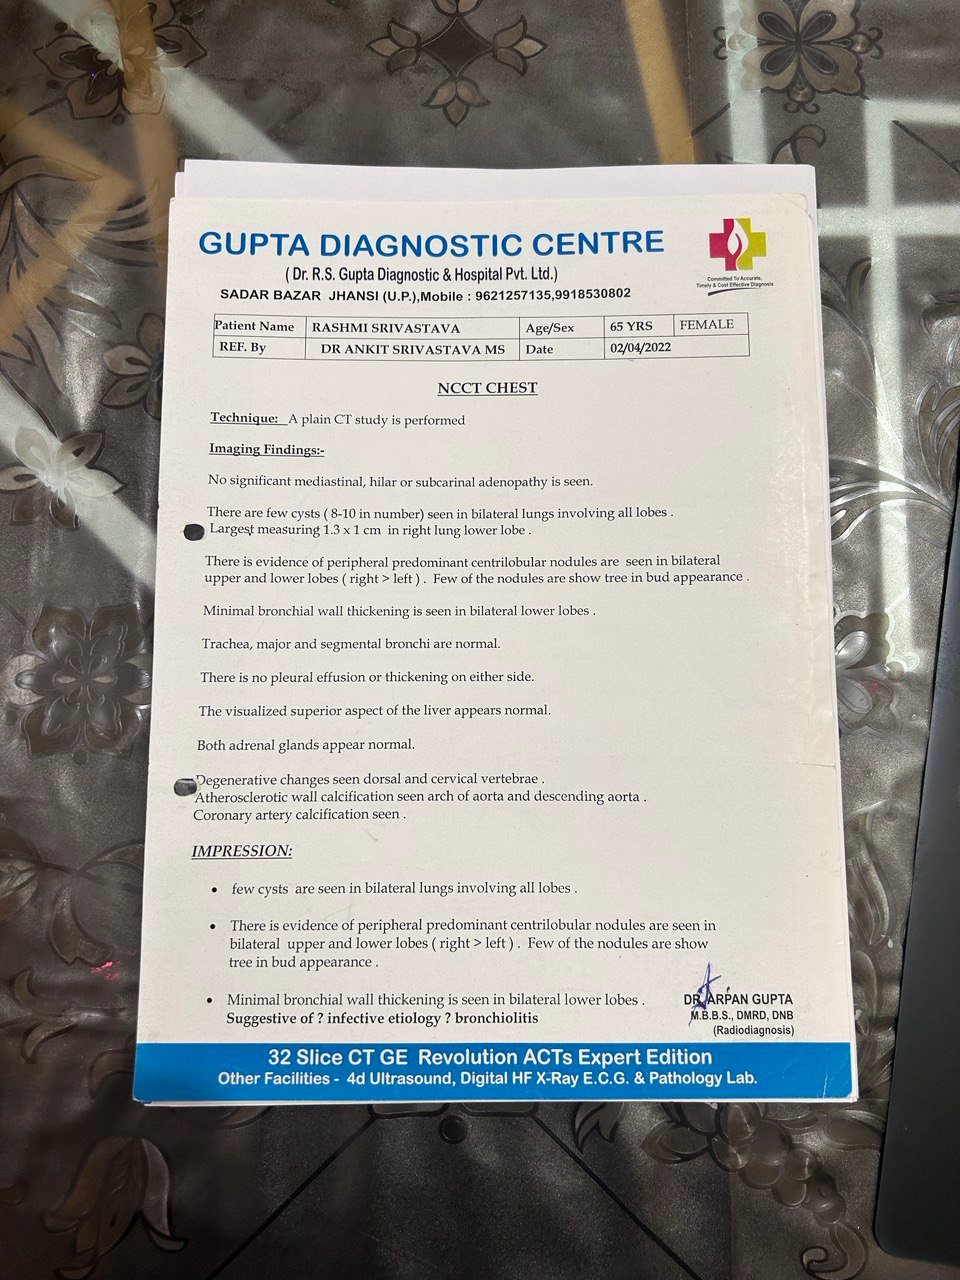 GUPTA DIAGNOSTIC CENTRE
( Dr. R.S. Gupta Diagnostic & Hospital Pvt. Ltd.)
SADAR BAZAR JHANSI (U.P.),Mobile : 9621257135,9918530802
Committed To Accurate,
Timely & Cost Effective Diagnosis
Patient Name RASHMI SRIVASTAVA Age/Sex 65 YRS FEMALE
REF. By DR ANKIT SRIVASTAVA MS Date 02/04/2022
NCCT CHEST
Technique: A plain CT study is performed
Imaging Findings:-
No significant mediastinal, hilar or subcarinal adenopathy is seen.
There are few cysts ( 8-10 in number) seen in bilateral lungs involving all lobes .
Largest measuring 1.3 x 1 cm in right lung lower lobe .
There is evidence of peripheral predominant centrilobular nodules are seen in bilateral
upper and lower lobes ( right > left ) . Few of the nodules are show tree in bud appearance .
Minimal bronchial wall thickening is seen in bilateral lower lobes .
Trachea, major and segmental bronchi are normal.
There is no pleural effusion or thickening on either side.
The visualized superior aspect of the liver appears normal.
Both adrenal glands appear normal.
Degenerative changes seen dorsal and cervical vertebrae .
Atherosclerotic wall calcification seen arch of aorta and descending aorta .
Coronary artery calcification seen .
IMPRESSION:
• few cysts are seen in bilateral lungs involving all lobes .
• There is evidence of peripheral predominant centrilobular nodules are seen in
bilateral upper and lower lobes ( right > left ) . Few of the nodules are show
tree in bud appearance .
• Minimal bronchial wall thickening is seen in bilateral lower lobes .
Suggestive of ? infective etiology ? bronchiolitis
DR. ARPAN GUPTA
M.B.B.S., DMRD, DNB
(Radiodiagnosis)
32 Slice CT GE Revolution ACTs Expert Edition
Other Facilities - 4d Ultrasound, Digital HF X-Ray E.C.G. & Pathology Lab.